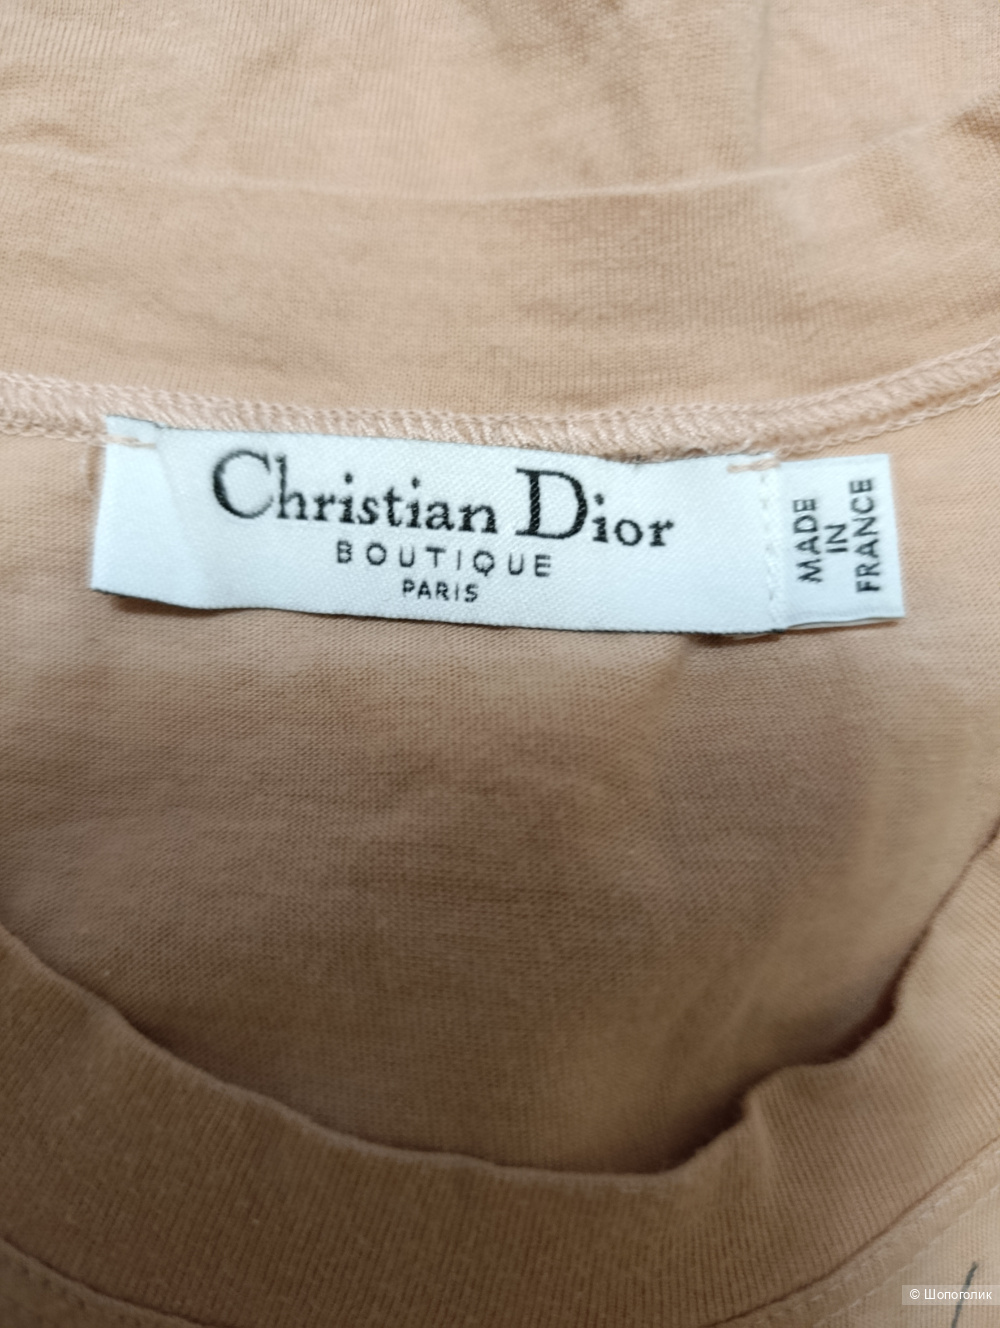 Christian Dior
BOUTIQUE
PARIS
MADE
IN
FRANCE
© Шопоголик